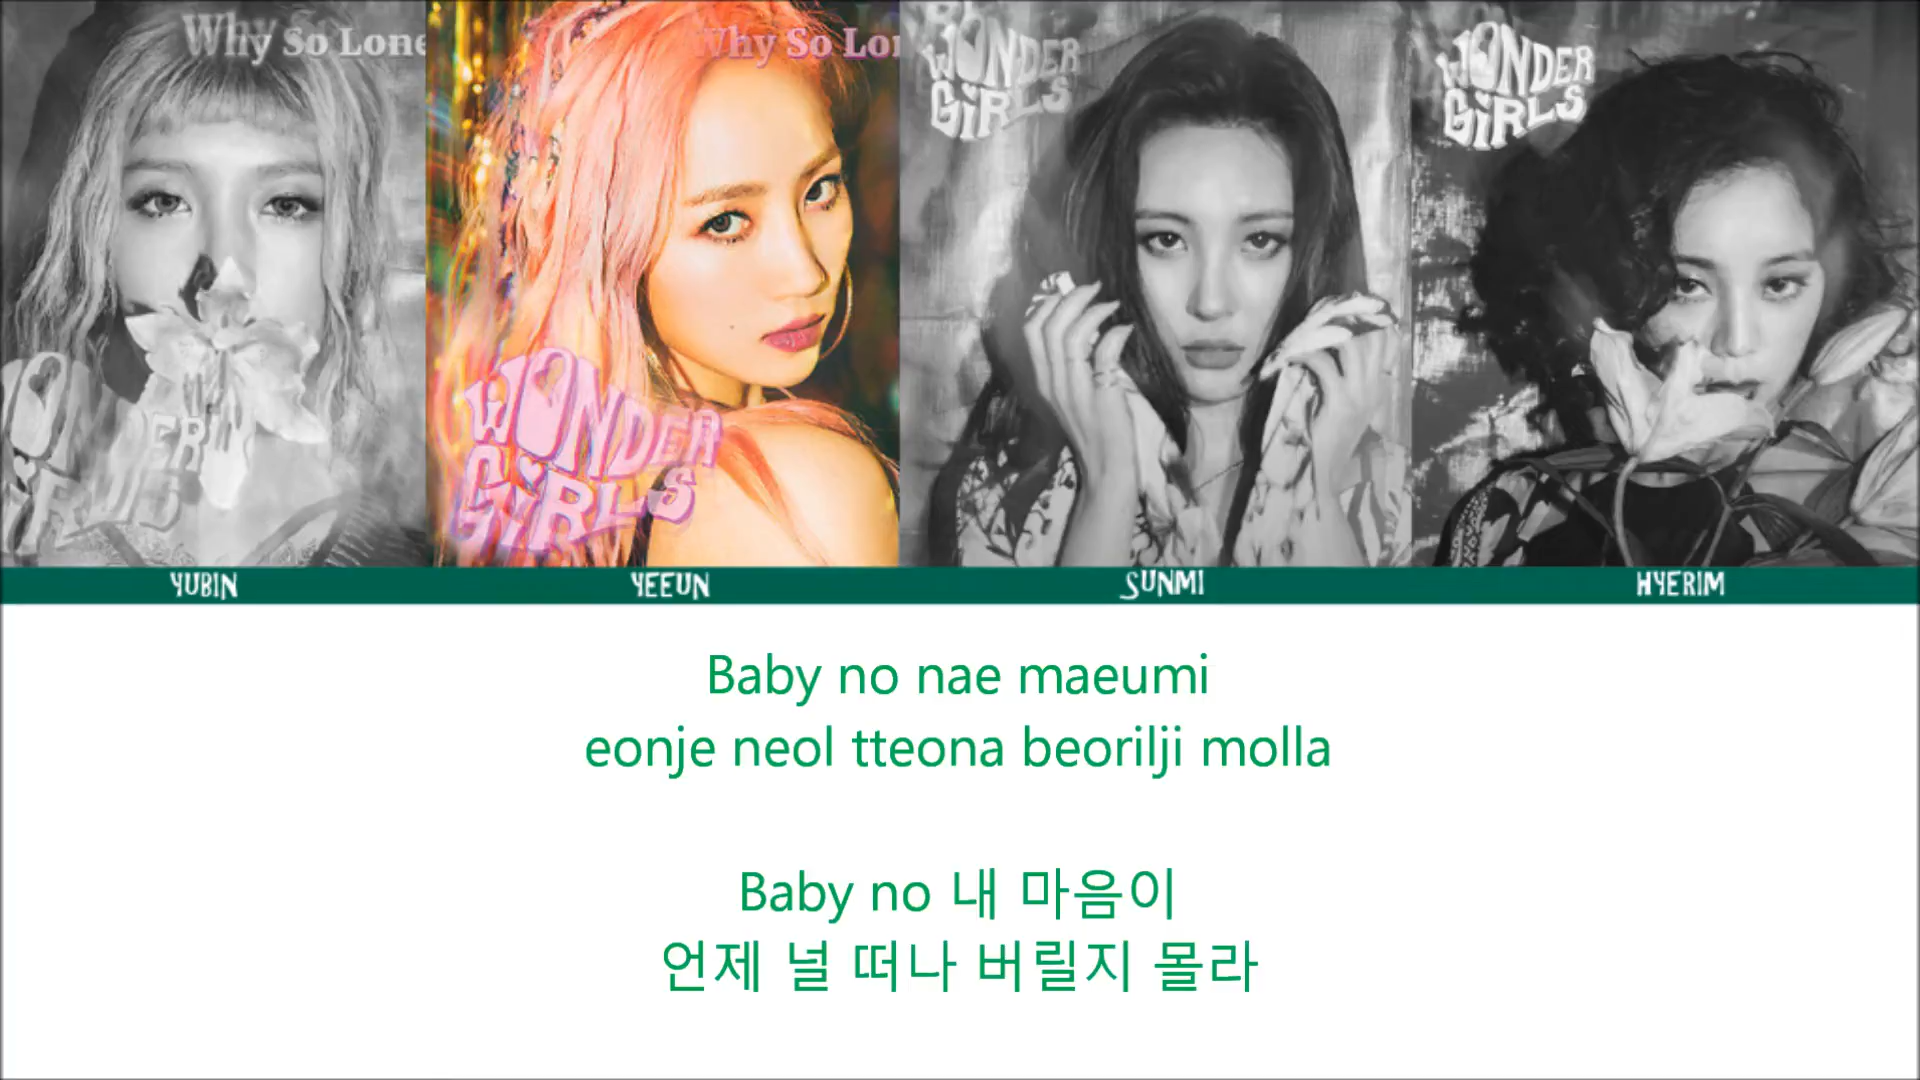 Why So Lone
Why So Lon
WONDER
GIRLS
WONDER
GIRLS
WONDER
GIRLS
YUBIN
YEEUN
SUNMI
HYERIM
Baby no nae maeumi
eonje neol tteona beorilji molla
Baby no 내 마음이
언제 널 떠나 버릴지 몰라